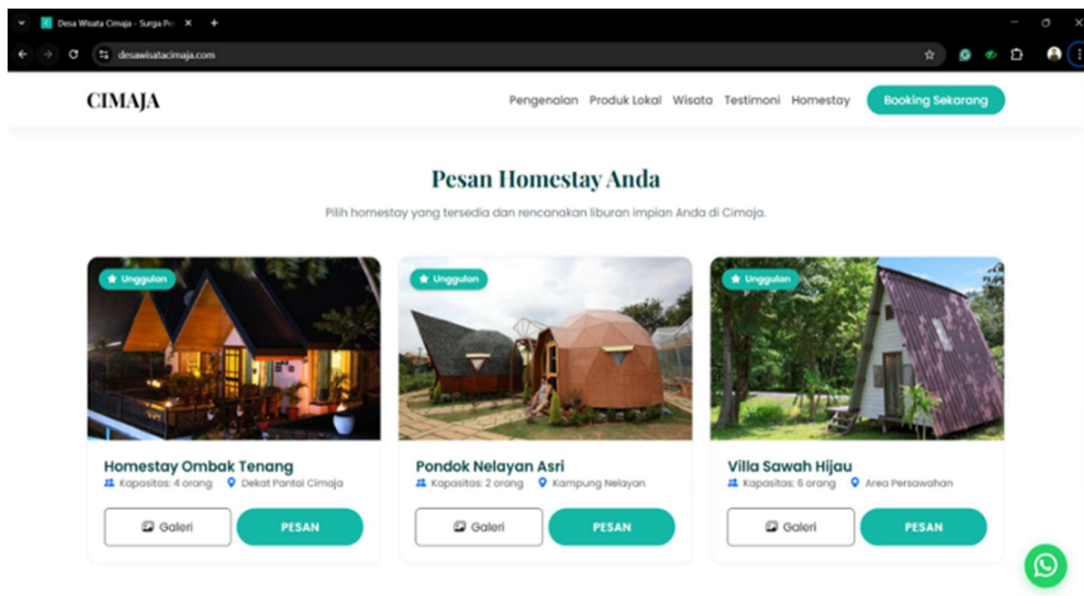 Desa Wisata Cimaja - Surga Pe
desawisatacimaja.com
CIMAJA
Pengenalan Produk Lokal Wisata Testimoni Homestay Booking Sekarang
Pesan Homestay Anda
Pilih homestay yang tersedia dan rencanakan liburan impian Anda di Cimaja.
Unggulan Unggulan Unggulan
Homestay Ombak Tenang Pondok Nelayan Asri Villa Sawah Hijau
Kapasitas: 4 orang Dekat Pantai Cimaja Kapasitas: 2 orang Kampung Nelayan Kapasitas: 6 orang Area Persawahan
Galeri PESAN Galeri PESAN Galeri PESAN